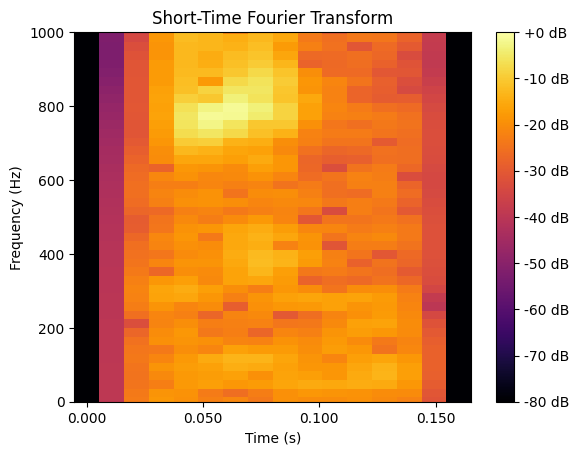 Short-Time Fourier Transform
1000
800
600
400
200
0
Frequency (Hz)
0.000
0.050
0.100
0.150
Time (s)
+0 dB
-10 dB
-20 dB
-30 dB
-40 dB
-50 dB
-60 dB
-70 dB
-80 dB